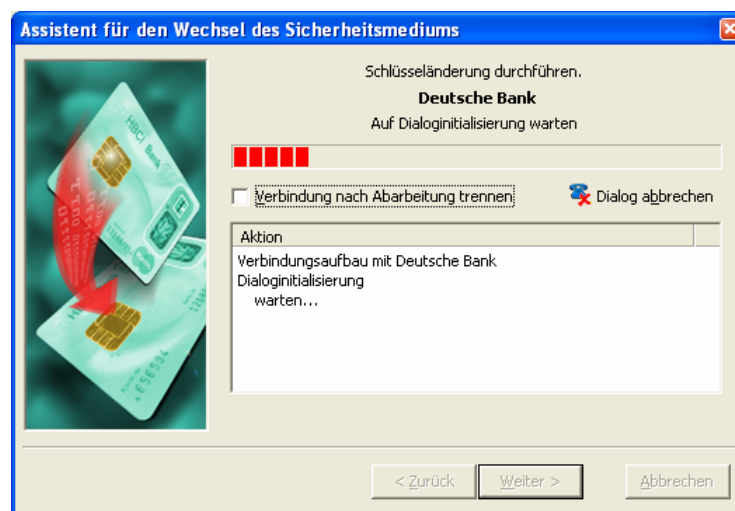 Assistent für den Wechsel des Sicherheitsmediums
Schlüsseländerung durchführen.
Deutsche Bank
Auf Dialoginitialisierung warten
Verbindung nach Abarbeitung trennen
Dialog abbrechen
Aktion
Verbindungsaufbau mit Deutsche Bank
Dialoginitialisierung
warten...
HBCI Bank
< Zurück
Weiter >
Abbrechen